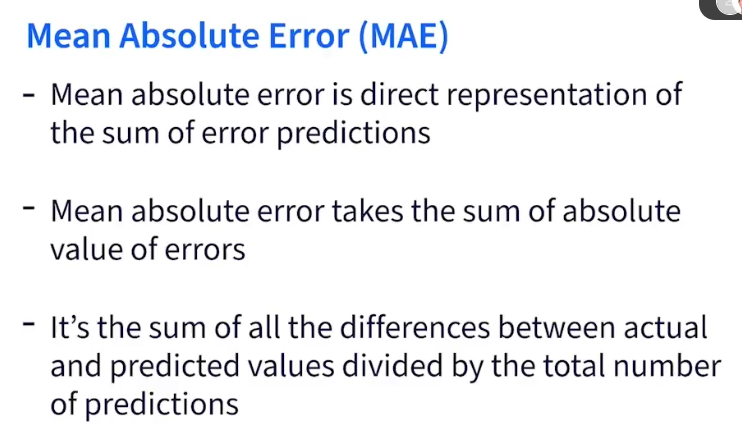 Mean Absolute Error (MAE)
- Mean absolute error is direct representation of
the sum of error predictions
- Mean absolute error takes the sum of absolute
value of errors
- It’s the sum of all the differences between actual
and predicted values divided by the total number
of predictions